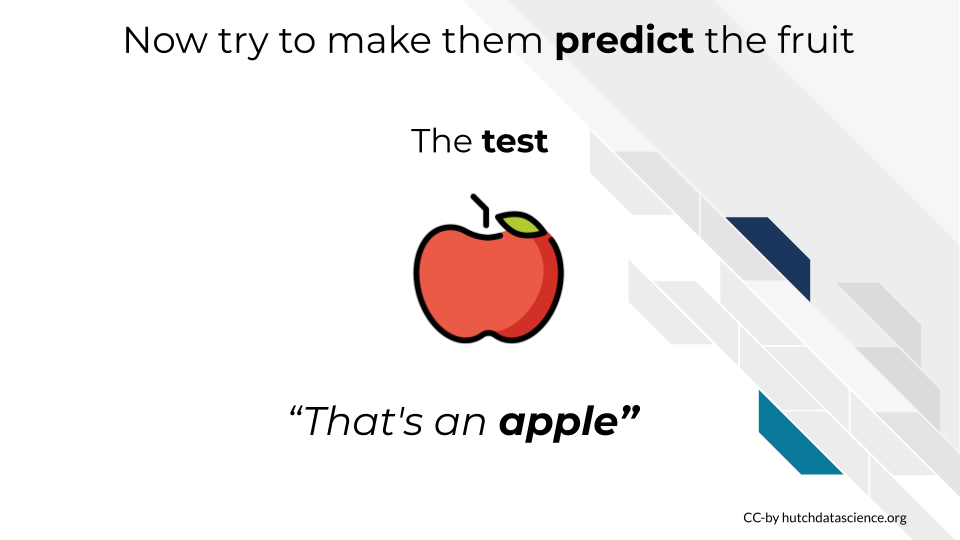 Now try to make them predict the fruit
The test
“That's an apple”
CC-by hutchdatascience.org